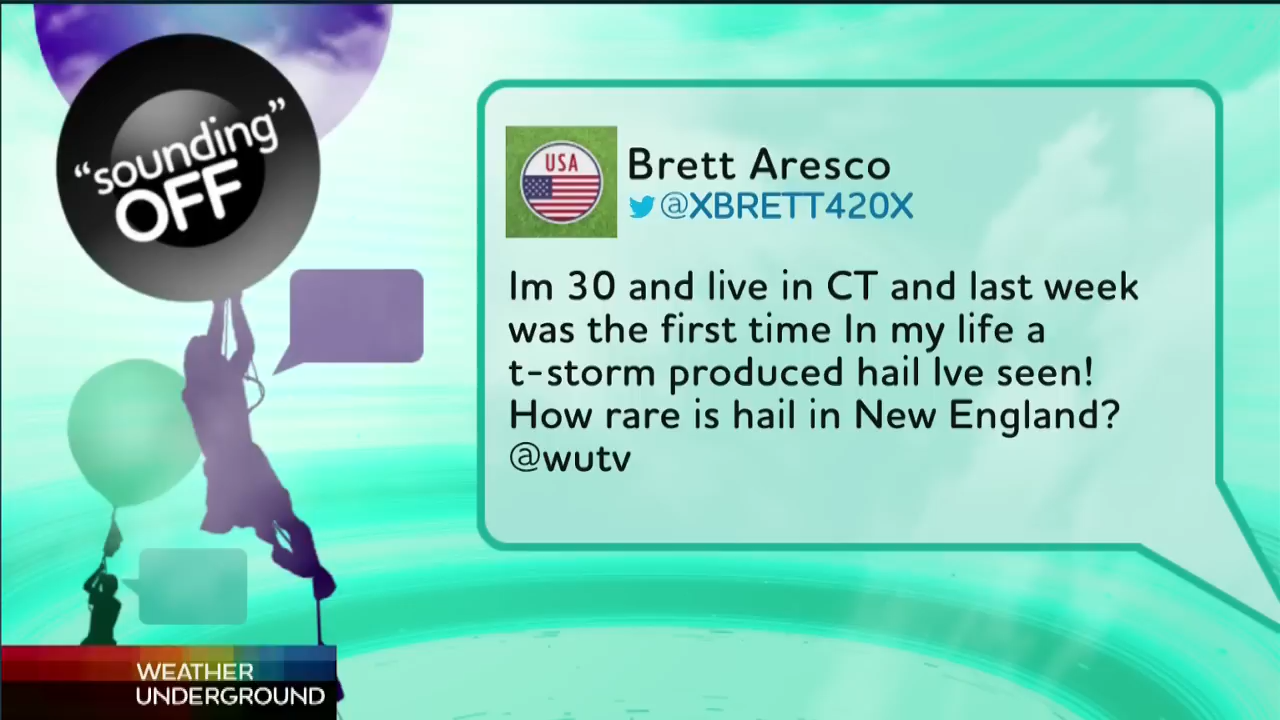 “sounding”
OFF
USA
Brett Aresco
@XBRETT420X
Im 30 and live in CT and last week
was the first time In my life a
t-storm produced hail Ive seen!
How rare is hail in New England?
@wutv
WEATHER
UNDERGROUND